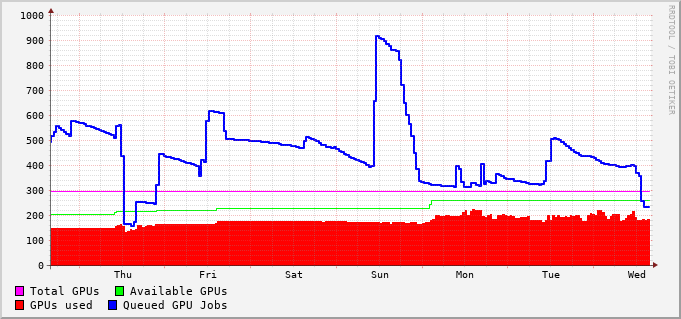 RRDTOOL / TOBI OETIKER
1000
900
800
700
600
500
400
300
200
100
0
Thu Fri Sat Sun Mon Tue Wed
Total GPUs Available GPUs
GPUs used Queued GPU Jobs